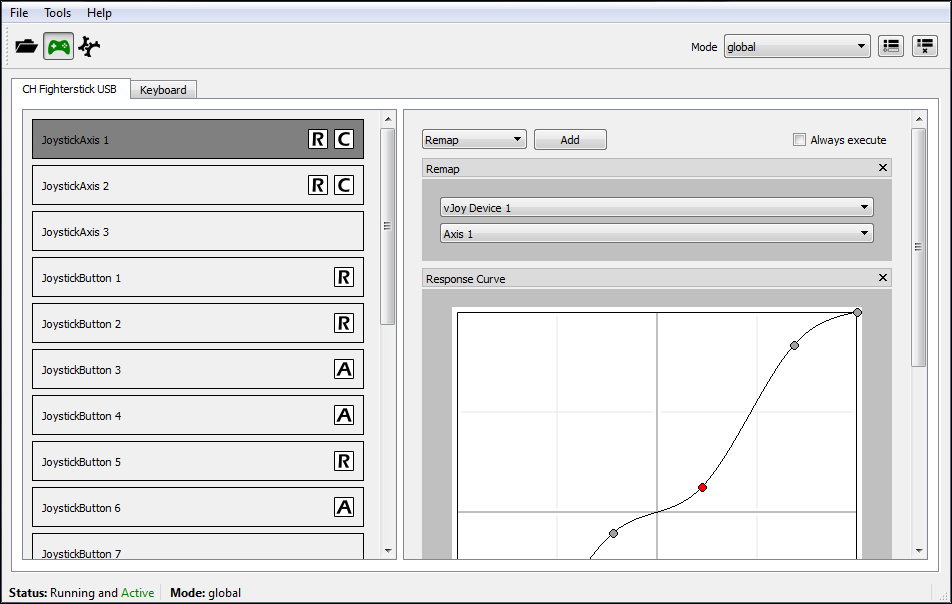 File Tools Help
Mode global
CH Fighterstick USB Keyboard
JoystickAxis 1 R C
JoystickAxis 2 R C
JoystickAxis 3
JoystickButton 1 R
JoystickButton 2 R
JoystickButton 3 A
JoystickButton 4 A
JoystickButton 5 R
JoystickButton 6 A
JoystickButton 7
Remap Add Always execute
Remap
vJoy Device 1
Axis 1
Response Curve
Status: Running and Active Mode: global